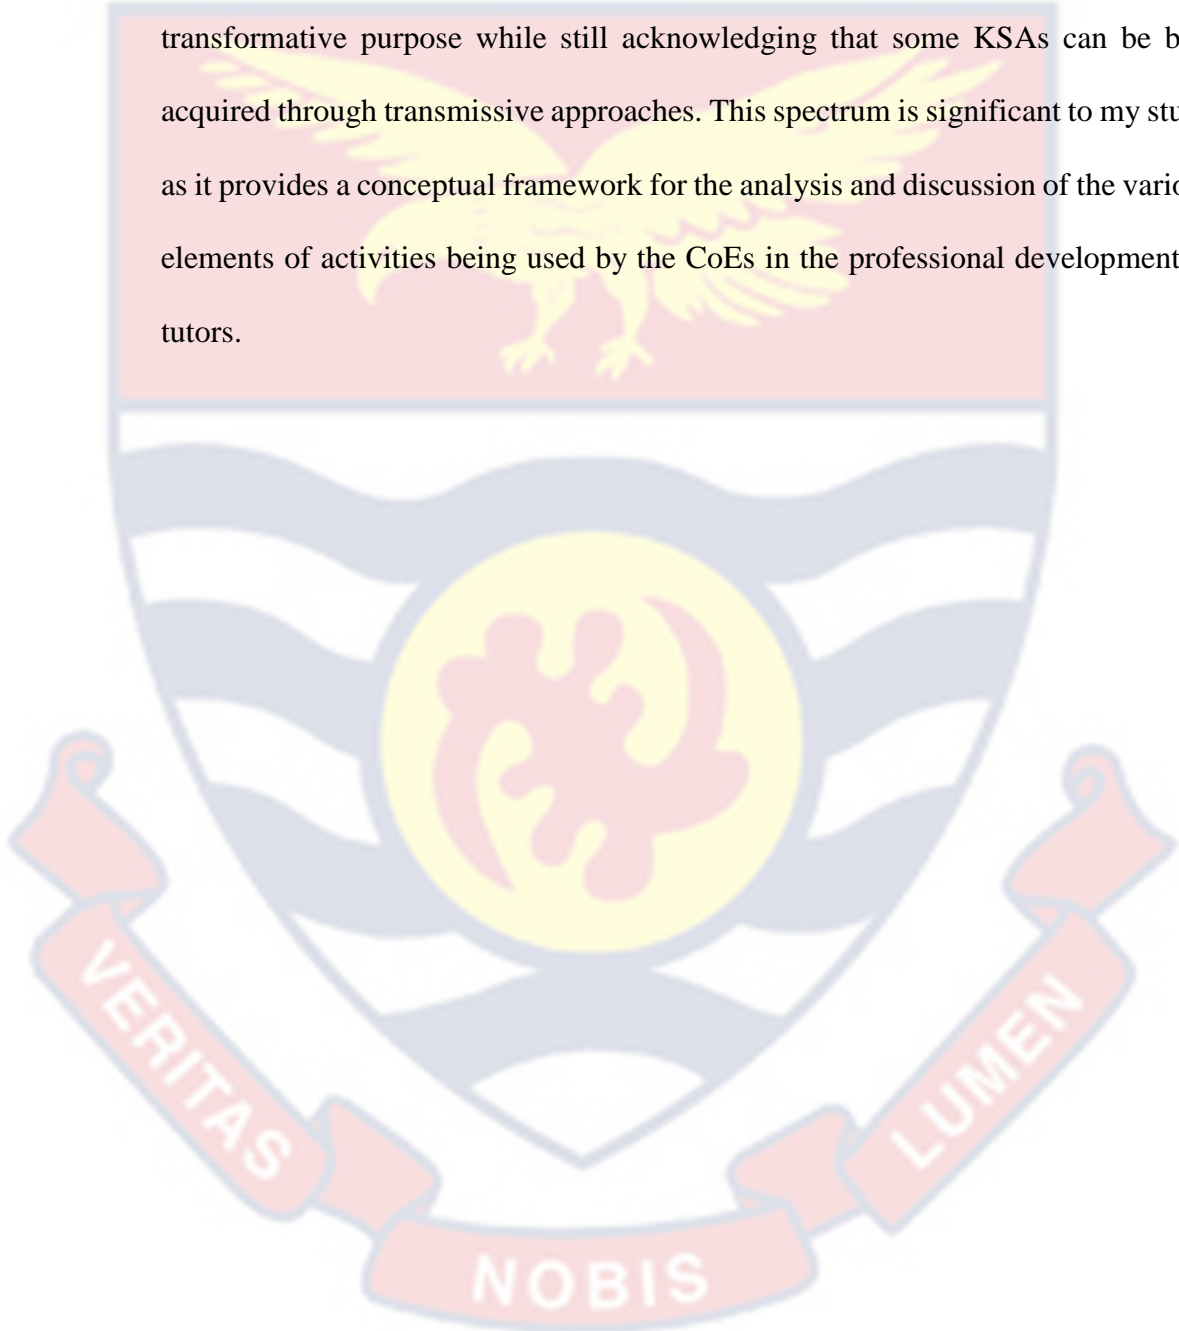 transformative purpose while still acknowledging that some KSAs can be b
acquired through transmissive approaches. This spectrum is significant to my stu
as it provides a conceptual framework for the analysis and discussion of the vario
elements of activities being used by the CoEs in the professional development
tutors.
VERITAS
NOBIS
LUMEN